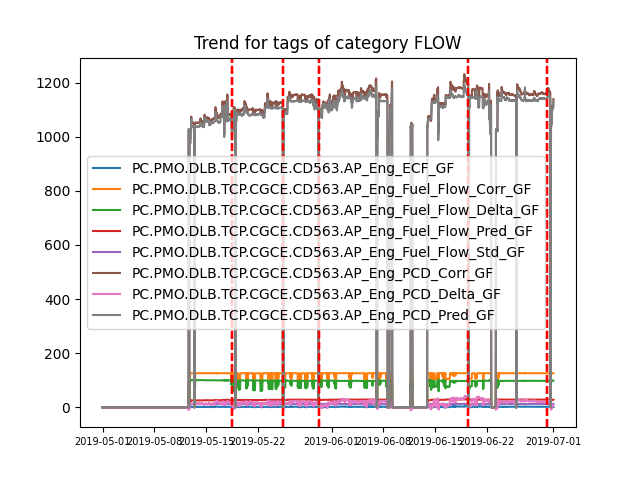 Trend for tags of category FLOW
1200
1000
800
600
400
200
0
PC.PMO.DLB.TCP.CGCE.CD563.AP_Eng_ECF_GF
PC.PMO.DLB.TCP.CGCE.CD563.AP_Eng_Fuel_Flow_Corr_GF
PC.PMO.DLB.TCP.CGCE.CD563.AP_Eng_Fuel_Flow_Delta_GF
PC.PMO.DLB.TCP.CGCE.CD563.AP_Eng_Fuel_Flow_Pred_GF
PC.PMO.DLB.TCP.CGCE.CD563.AP_Eng_Fuel_Flow_Std_GF
PC.PMO.DLB.TCP.CGCE.CD563.AP_Eng_PCD_Corr_GF
PC.PMO.DLB.TCP.CGCE.CD563.AP_Eng_PCD_Delta_GF
PC.PMO.DLB.TCP.CGCE.CD563.AP_Eng_PCD_Pred_GF
2019-05-01 2019-05-08 2019-05-15 2019-05-22 2019-06-01 2019-06-08 2019-06-15 2019-06-22 2019-07-01